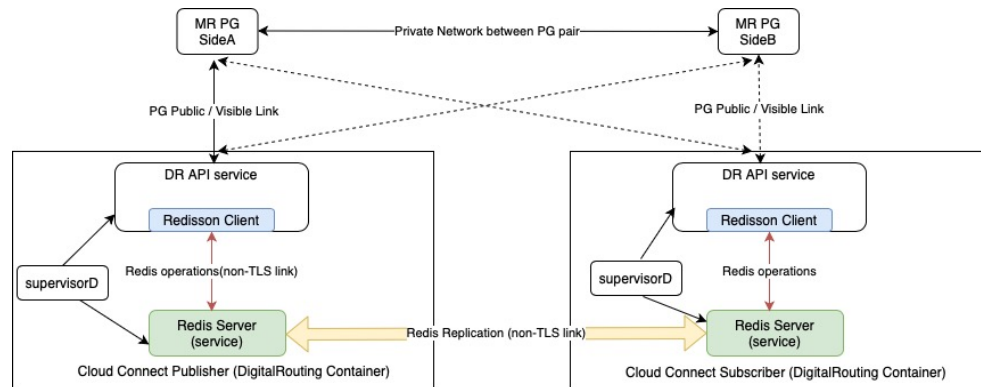 MR PG
SideA
Private Network between PG pair
MR PG
SideB
PG Public / Visible Link
PG Public / Visible Link
DR API service
Redisson Client
Redis operations(non-TLS link)
supervisorD
Redis Server
(service)
Cloud Connect Publisher (DigitalRouting Container)
Redis Replication (non-TLS link)
DR API service
Redisson Client
Redis operations
supervisorD
Redis Server
(service)
Cloud Connect Subscriber (DigitalRouting Container)